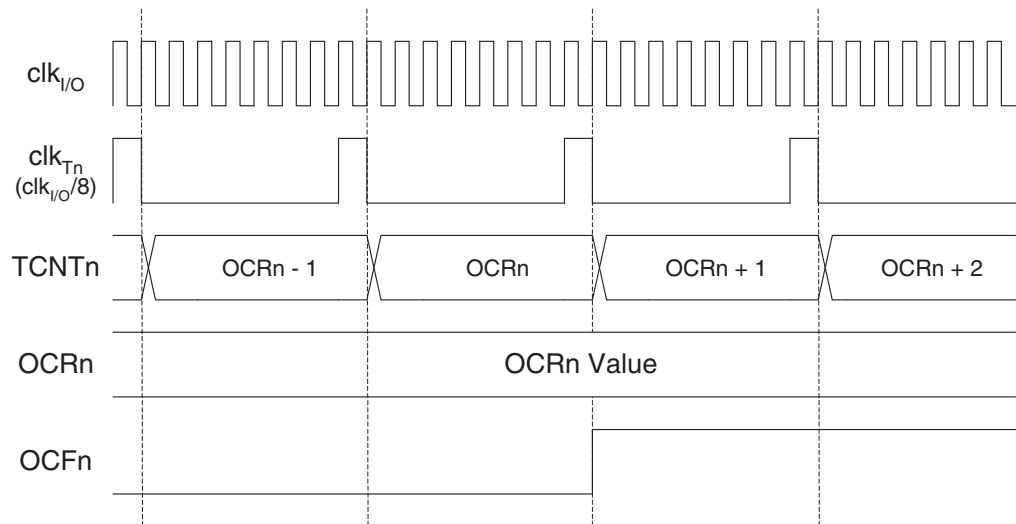 clkI/O
clkTn
(clkI/O/8)
TCNTn OCRn - 1 OCRn OCRn + 1 OCRn + 2
OCRn OCRn Value
OCFn